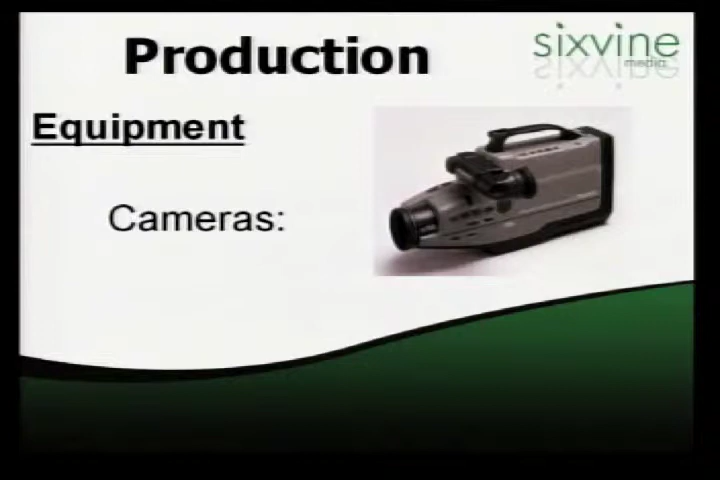 Production
sixvine
media
Equipment
Cameras: